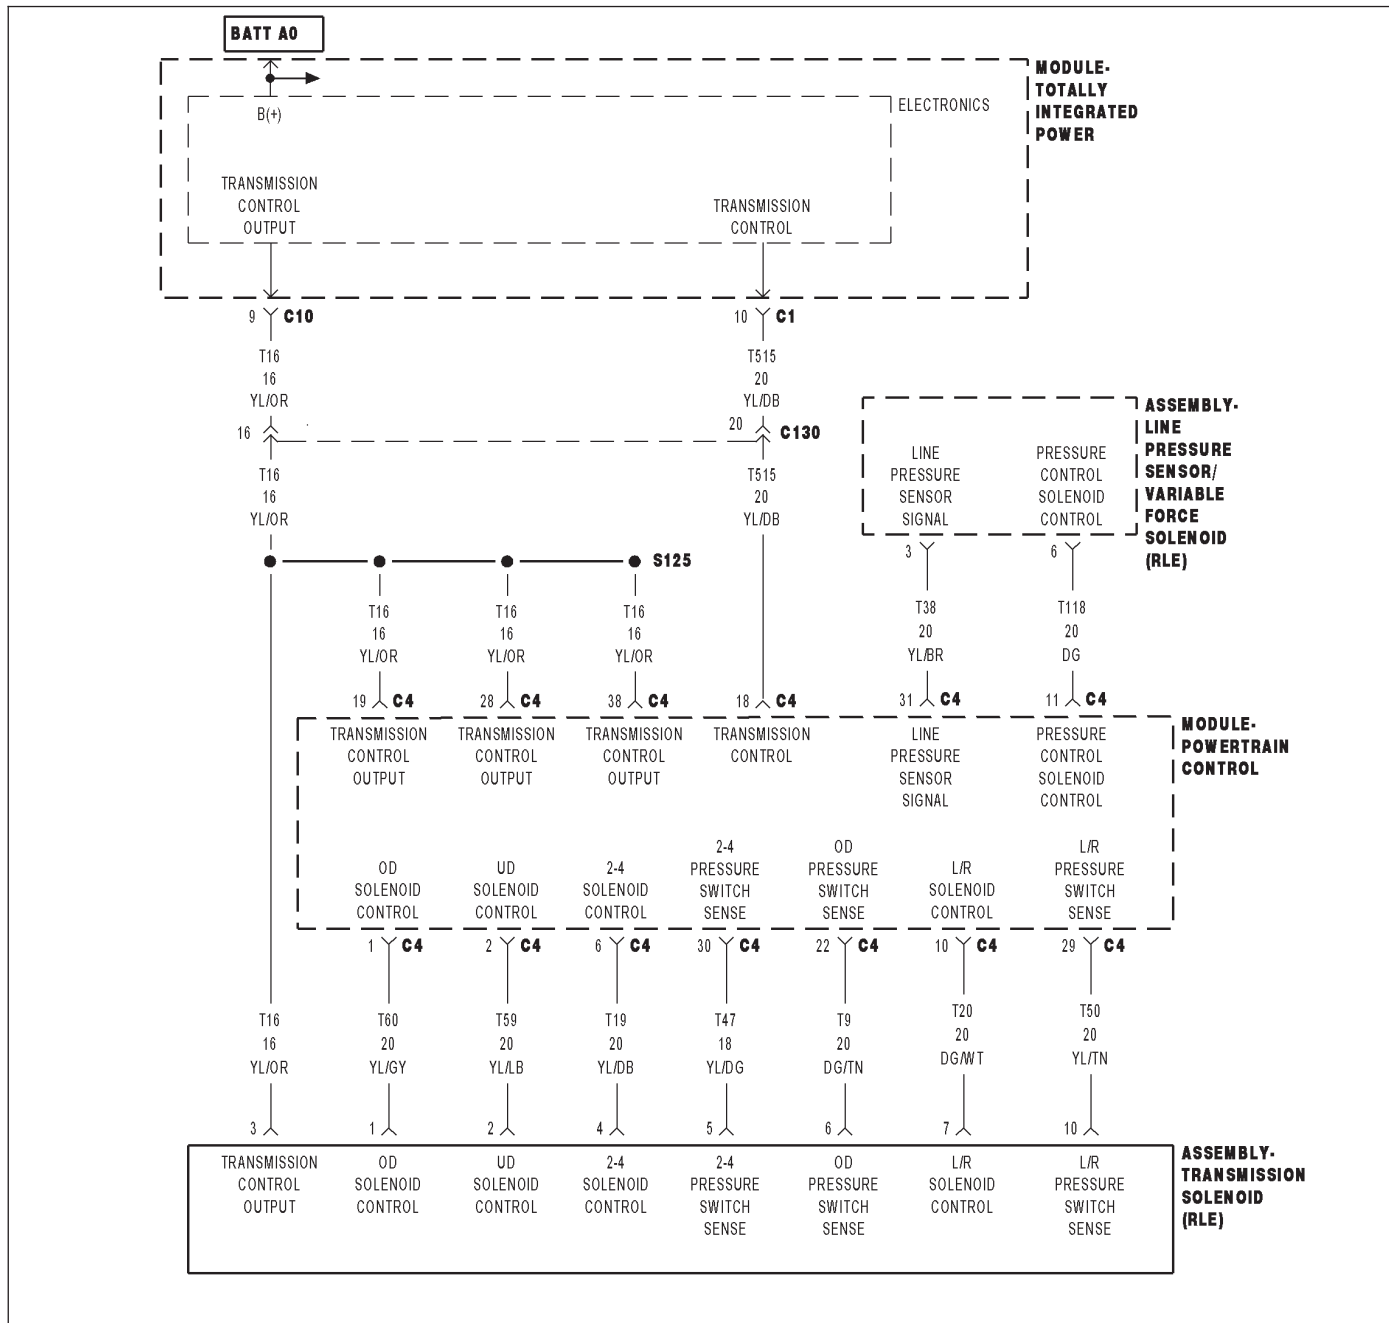 BATT A0
MODULE-
TOTALLY
INTEGRATED
POWER
ELECTRONICS
B(+)
TRANSMISSION
CONTROL
OUTPUT
TRANSMISSION
CONTROL
9 C10
10 C1
T16
16
YL/OR
T515
20
YL/DB
16
20 C130
T16
16
YL/OR
T515
20
YL/DB
ASSEMBLY-
LINE
PRESSURE
SENSOR/
VARIABLE
FORCE
SOLENOID
(RLE)
LINE
PRESSURE
SENSOR
SIGNAL
PRESSURE
CONTROL
SOLENOID
CONTROL
3
6
S125
T16
16
YL/OR
T16
16
YL/OR
T16
16
YL/OR
T38
20
YL/BR
T118
20
DG
19 C4
28 C4
38 C4
18 C4
31 C4
11 C4
MODULE-
POWERTRAIN
CONTROL
TRANSMISSION
CONTROL
OUTPUT
TRANSMISSION
CONTROL
OUTPUT
TRANSMISSION
CONTROL
OUTPUT
TRANSMISSION
CONTROL
LINE
PRESSURE
SENSOR
SIGNAL
PRESSURE
CONTROL
SOLENOID
CONTROL
OD
SOLENOID
CONTROL
UD
SOLENOID
CONTROL
2-4
SOLENOID
CONTROL
2-4
PRESSURE
SWITCH
SENSE
OD
PRESSURE
SWITCH
SENSE
L/R
SOLENOID
CONTROL
L/R
PRESSURE
SWITCH
SENSE
1 C4
2 C4
6 C4
30 C4
22 C4
10 C4
29 C4
T16
16
YL/OR
T60
20
YL/GY
T59
20
YL/LB
T19
20
YL/DB
T47
18
YL/DG
T9
20
DG/TN
T20
20
DG/WT
T50
20
YL/TN
3
1
2
4
5
6
7
10
ASSEMBLY-
TRANSMISSION
SOLENOID
(RLE)
TRANSMISSION
CONTROL
OUTPUT
OD
SOLENOID
CONTROL
UD
SOLENOID
CONTROL
2-4
SOLENOID
CONTROL
2-4
PRESSURE
SWITCH
SENSE
OD
PRESSURE
SWITCH
SENSE
L/R
SOLENOID
CONTROL
L/R
PRESSURE
SWITCH
SENSE